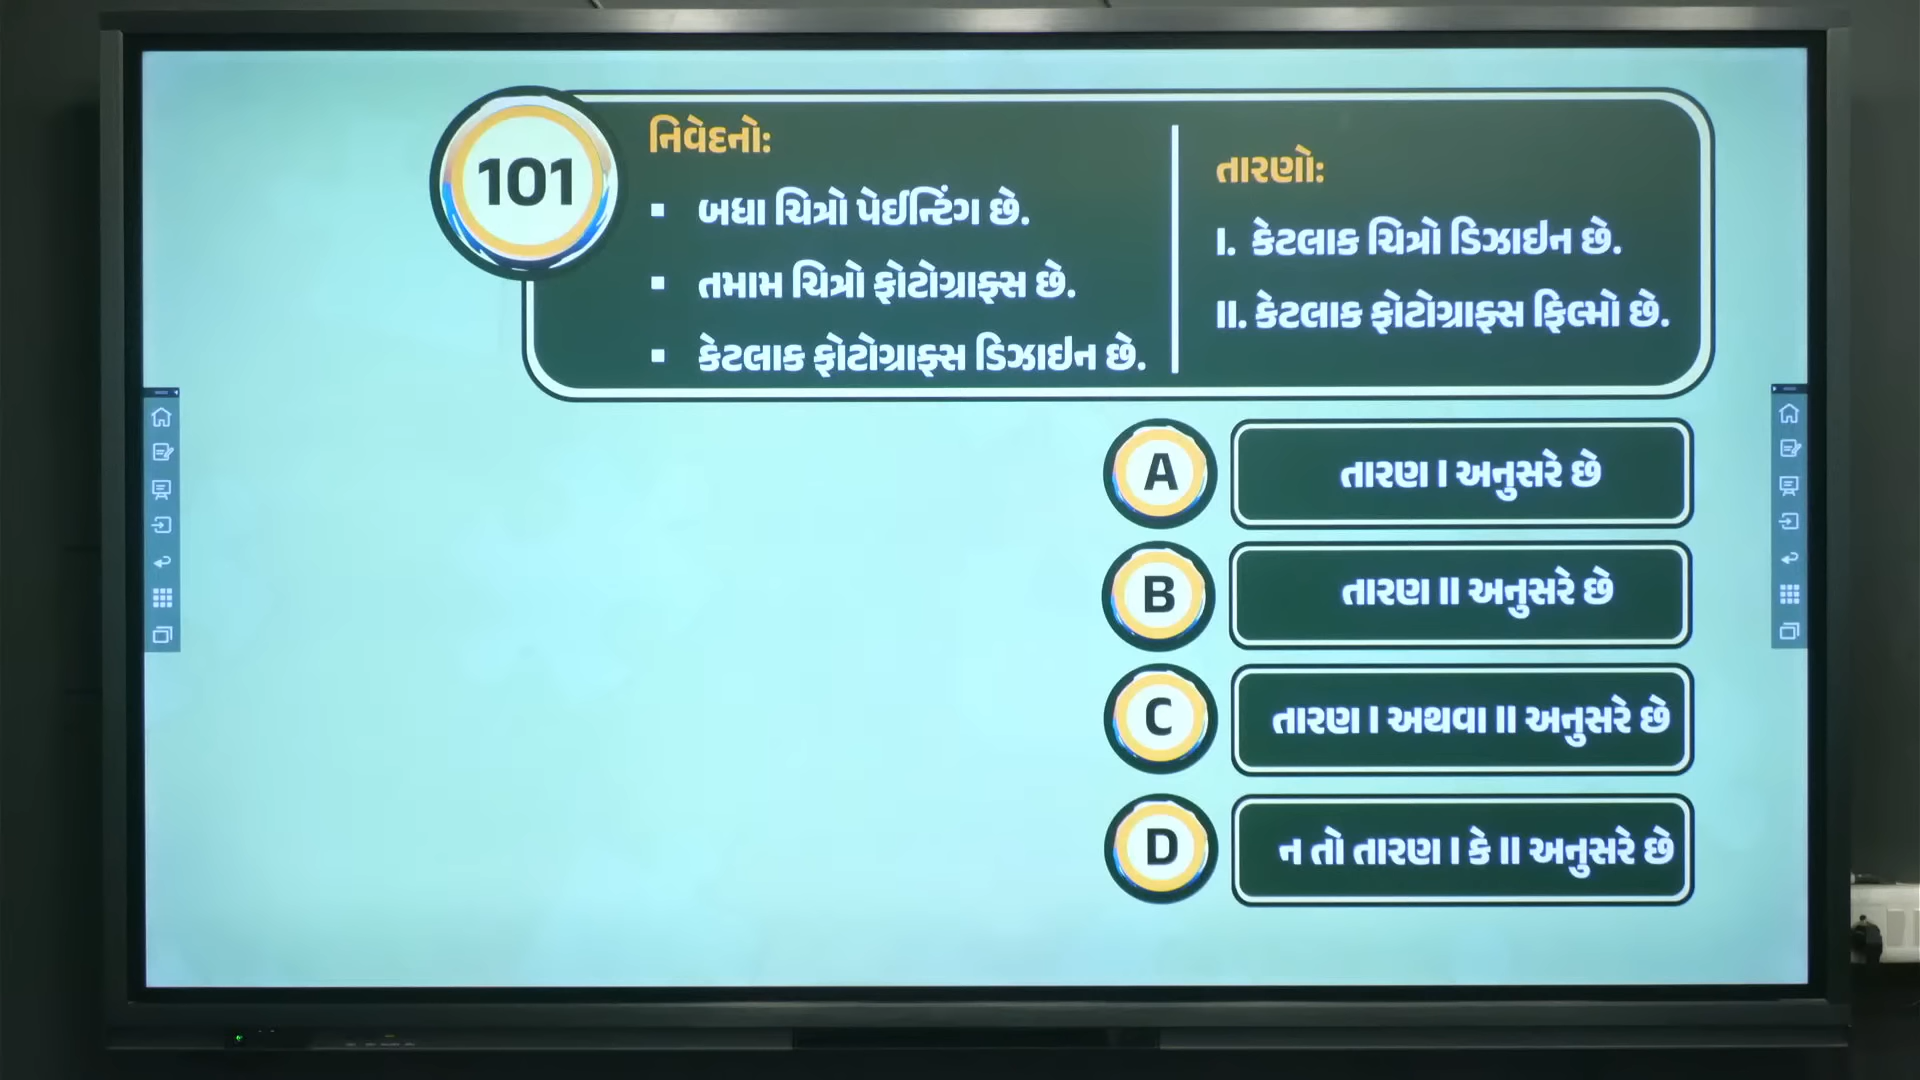 101
નિવેદનો:
▪ બધા ચિત્રો પેઈન્ટિંગ છે.
▪ તમામ ચિત્રો ફોટોગ્રાફ્સ છે.
▪ કેટલાક ફોટોગ્રાફ્સ ડિઝાઈન છે.
તારણો:
I. કેટલાક ચિત્રો ડિઝાઇન છે.
II. કેટલાક ફોટોગ્રાફ્સ ફિલ્મો છે.
A તારણ I અનુસરે છે
B તારણ II અનુસરે છે
C તારણ I અથવા II અનુસરે છે
D ન તો તારણ I કે II અનુસરે છે